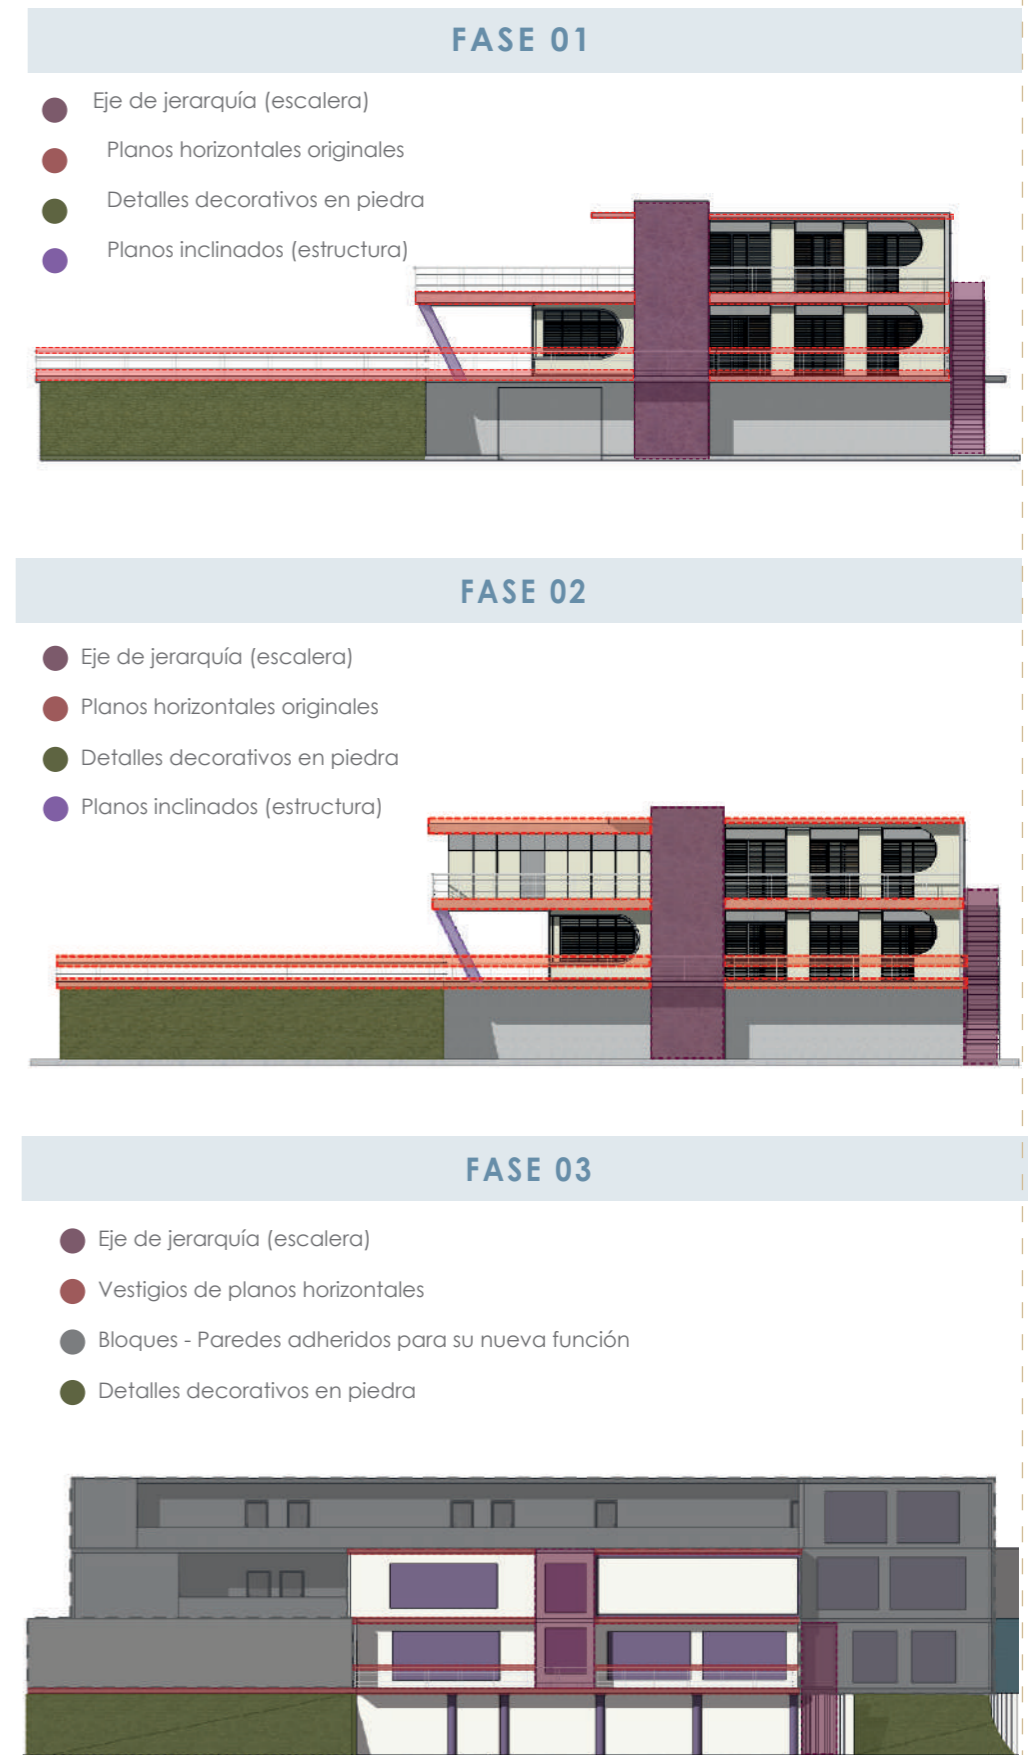 FASE 01
Eje de jerarquía (escalera)
Planos horizontales originales
Detalles decorativos en piedra
Planos inclinados (estructura)
FASE 02
Eje de jerarquía (escalera)
Planos horizontales originales
Detalles decorativos en piedra
Planos inclinados (estructura)
FASE 03
Eje de jerarquía (escalera)
Vestigios de planos horizontales
Bloques - Paredes adheridos para su nueva función
Detalles decorativos en piedra